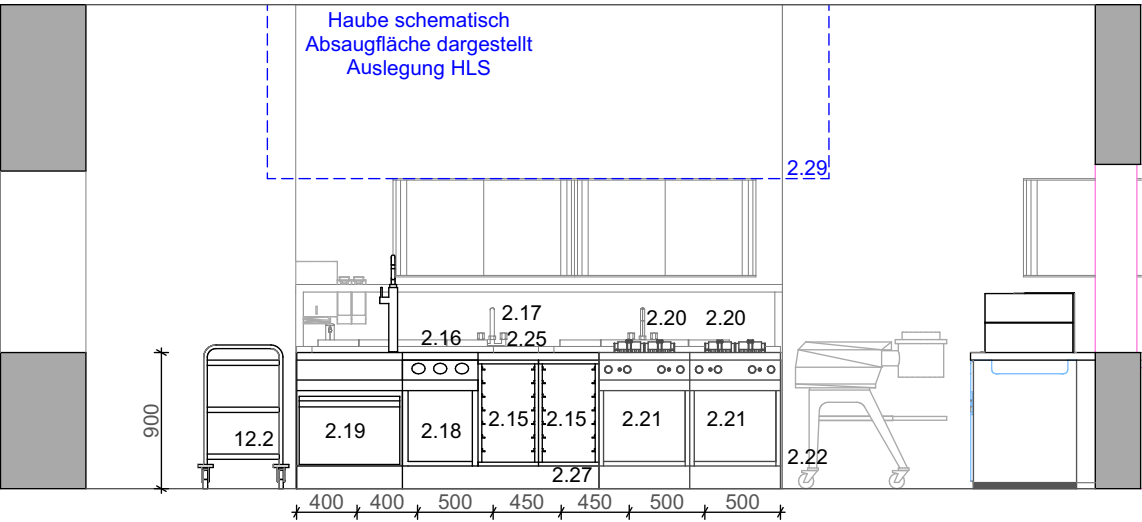 Haube schematisch
Absaugfläche dargestellt
Auslegung HLS
2.29
2.17
2.20 2.20
2.16 2.25
900
12.2 2.19 2.18 2.15 2.15 2.21 2.21
2.22
2.27
400 400 500 450 450 500 500